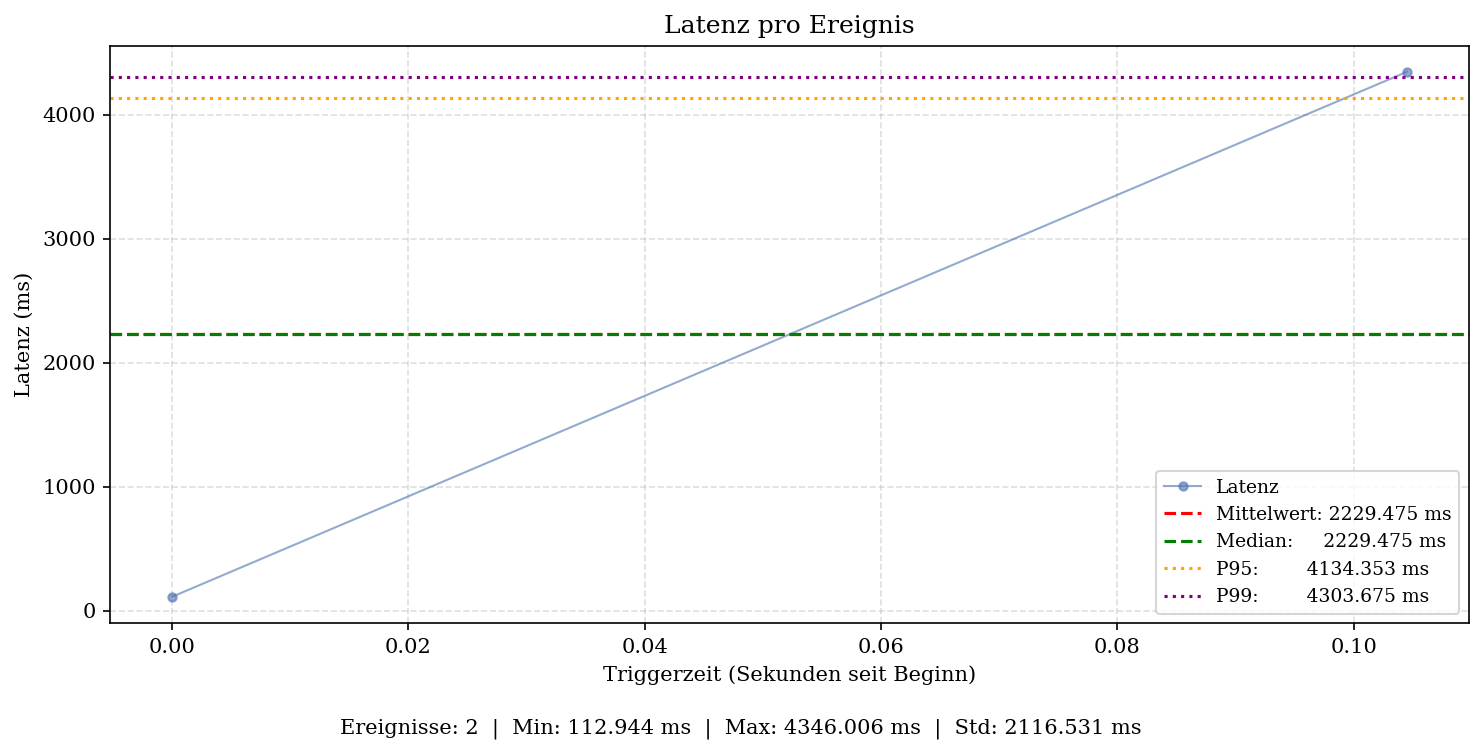 Latenz pro Ereignis
4000
3000
2000
1000
0
Latenz (ms)
Latenz
Mittelwert: 2229.475 ms
Median: 2229.475 ms
P95: 4134.353 ms
P99: 4303.675 ms
0.00 0.02 0.04 0.06 0.08 0.10
Triggerzeit (Sekunden seit Beginn)
Ereignisse: 2 | Min: 112.944 ms | Max: 4346.006 ms | Std: 2116.531 ms